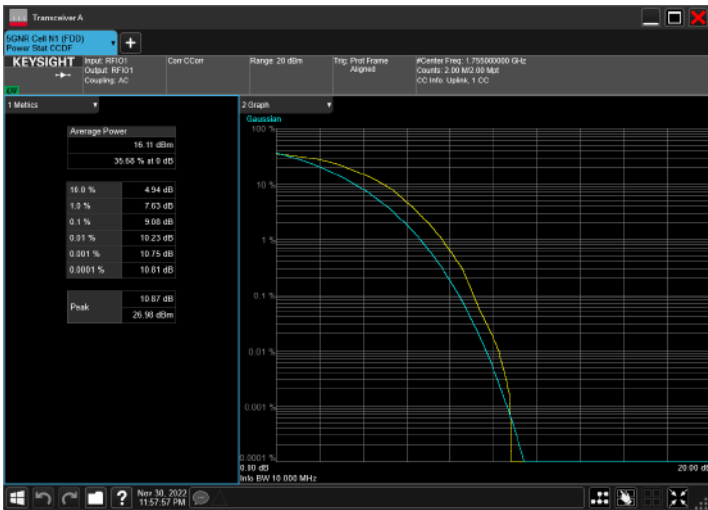 Transceiver A
5GNR Cell N1 (FDD)
Power Stat CCDF
KEYSIGHT
Input: RFIO1
Output: RFIO1
Coupling: AC
Corr CCorr
Range: 20 dBm
Trig: Prot Frame
Aligned
#Center Freq: 1.755000000 GHz
Counts: 2.00 M/2.00 Mpt
CC Info: Uplink, 1 CC
1 Metrics
Average Power
16.11 dBm
35.68 % at 0 dB
10.0 % 4.94 dB
1.0 % 7.63 dB
0.1 % 9.08 dB
0.01 % 10.23 dB
0.001 % 10.75 dB
0.0001 % 10.81 dB
Peak
10.87 dB
26.98 dBm
2 Graph
Gaussian
100 %
10 %
1 %
0.1 %
0.01 %
0.001 %
0.0001 %
0.00 dB
20.00 dB
Info BW 10.000 MHz
?
Nov 30, 2022
11:57:57 PM